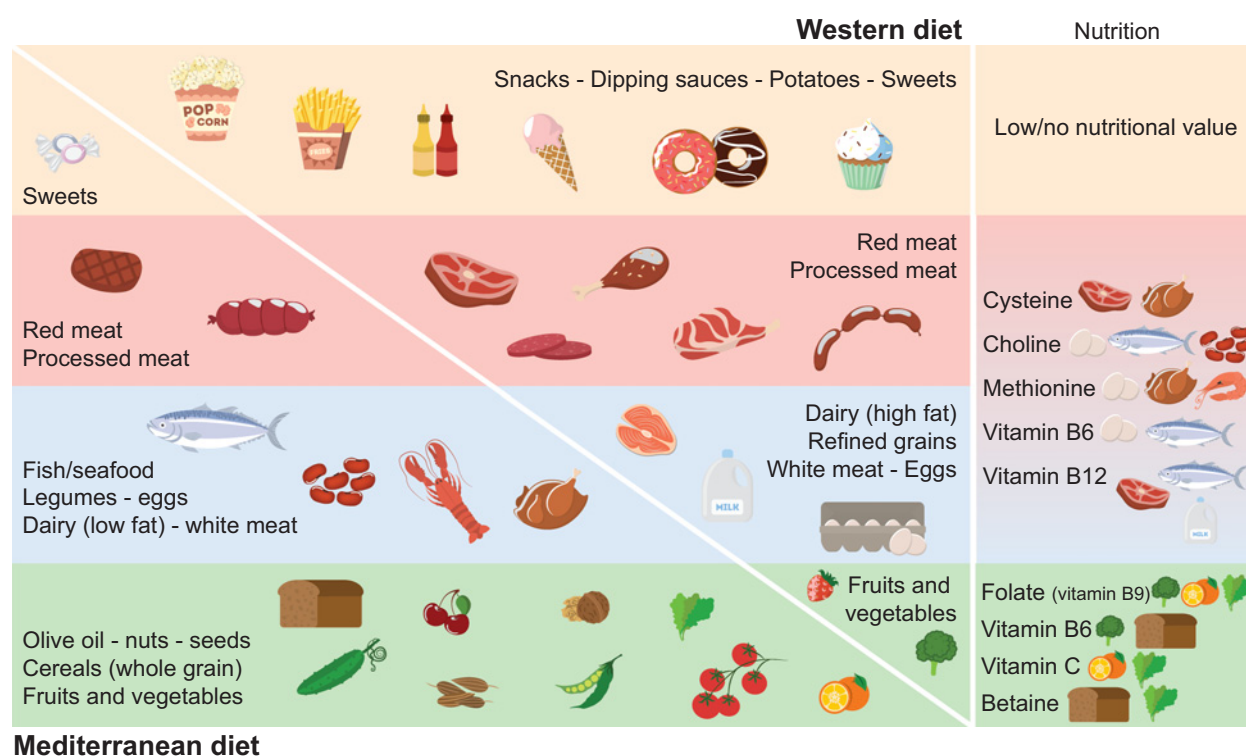 Western diet
Nutrition
Snacks - Dipping sauces - Potatoes - Sweets
POP
CORN
FRIES
Low/no nutritional value
Sweets
Red meat
Processed meat
Red meat
Processed meat
Cysteine
Choline
Methionine
Vitamin B6
Vitamin B12
MILK
Dairy (high fat)
Refined grains
White meat - Eggs
MILK
Fish/seafood
Legumes - eggs
Dairy (low fat) - white meat
Fruits and
vegetables
Folate (vitamin B9)
Vitamin B6
Vitamin C
Betaine
Olive oil - nuts - seeds
Cereals (whole grain)
Fruits and vegetables
Mediterranean diet